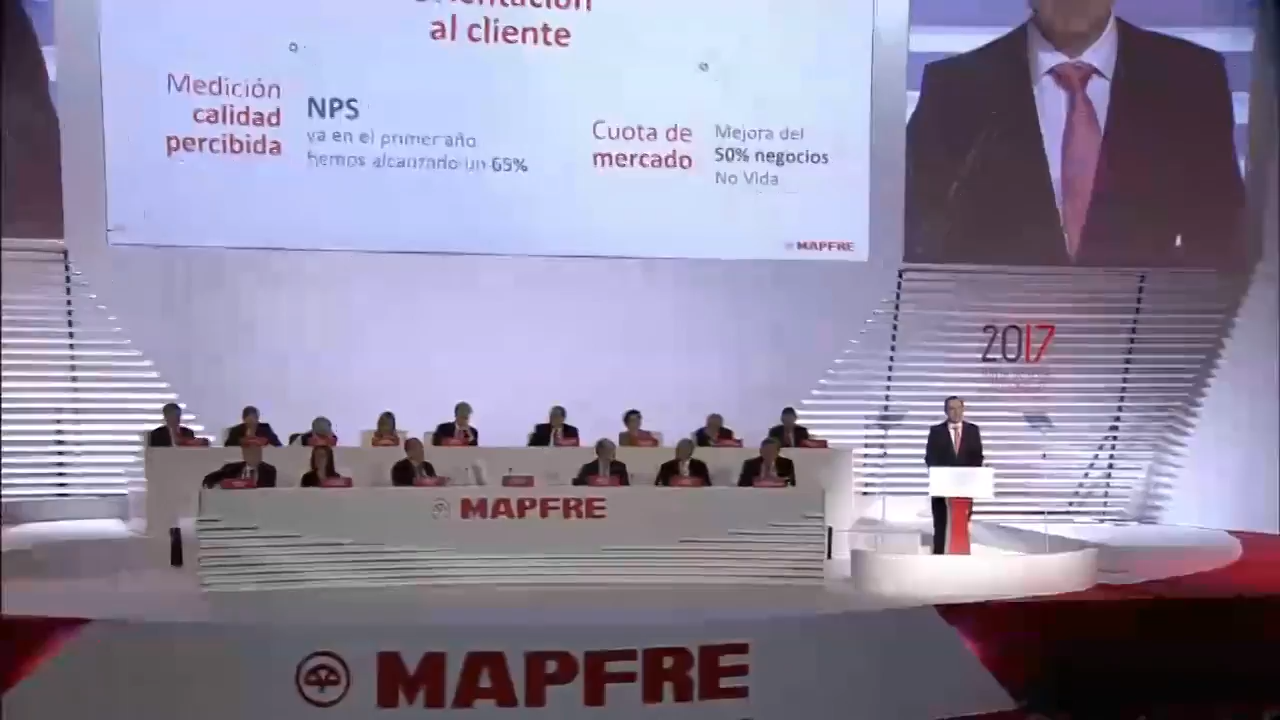 orientación
al cliente
Medición
calidad
percibida
NPS
ya en el primer año
hemos alcanzado un 65%
Cuota de
mercado
Mejora del
50% negocios
No Vida
MAPFRE
2017
MAPFRE
MAPFRE